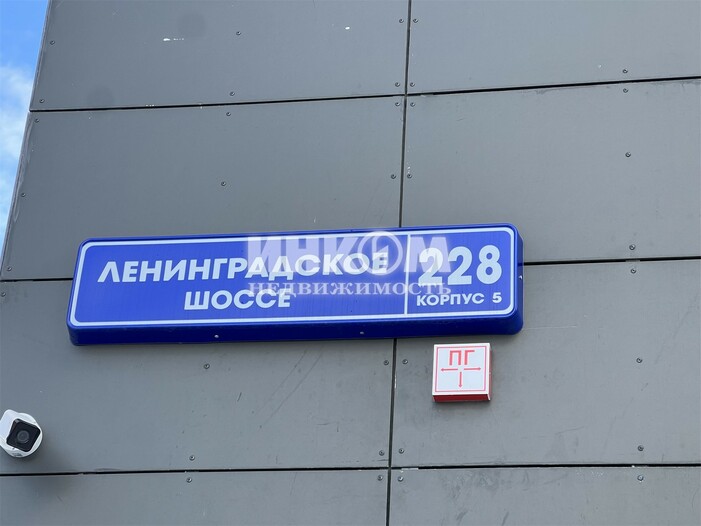 ЛЕНИНГРАДСКОЕ
ШОССЕ
228
КОРПУС 5
ИНКОМ
НЕДВИЖИМОСТЬ
ПГ